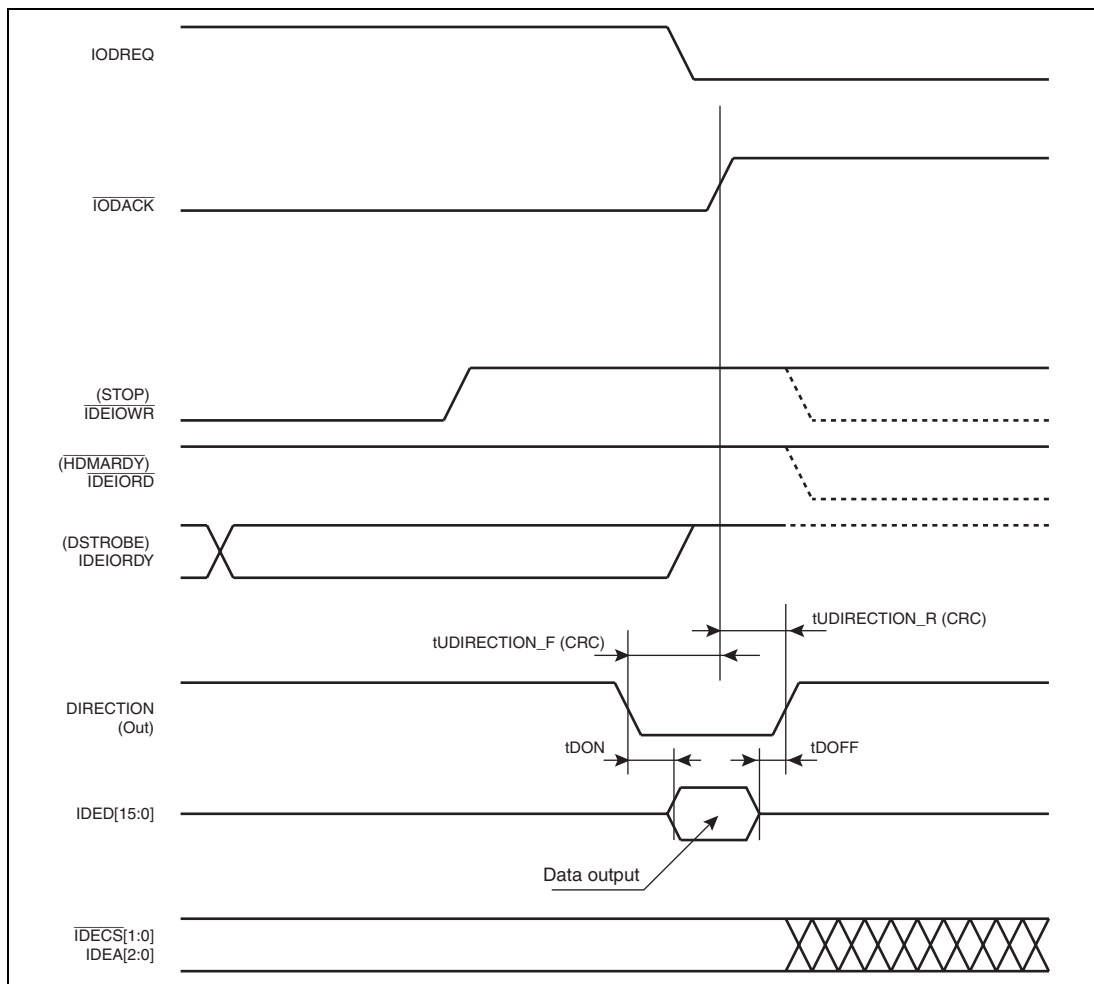 IODREQ
IODACK
(STOP)
IDEIOWR
(HDMARDY)
IDEIORD
(DSTROBE)
IDEIORDY
tUDIRECTION_R (CRC)
tUDIRECTION_F (CRC)
DIRECTION
(Out)
tDON
tDOFF
IDED[15:0]
Data output
IDECS[1:0]
IDEA[2:0]